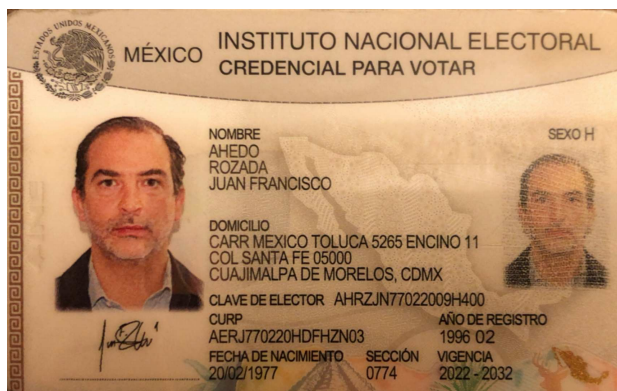 ESTADOS UNIDOS MEXICANOS
MÉXICO
INSTITUTO NACIONAL ELECTORAL
CREDENCIAL PARA VOTAR
NOMBRE
SEXO H
AHEDO
ROZADA
JUAN FRANCISCO
DOMICILIO
CARR MEXICO TOLUCA 5265 ENCINO 11
COL SANTA FE 05000
CUAJIMALPA DE MORELOS, CDMX
CLAVE DE ELECTOR AHRZJN77022009H400
CURP
AÑO DE REGISTRO
AERJ770220HDFHZN03
1996 02
FECHA DE NACIMIENTO SECCIÓN VIGENCIA
20/02/1977 0774 2022 - 2032